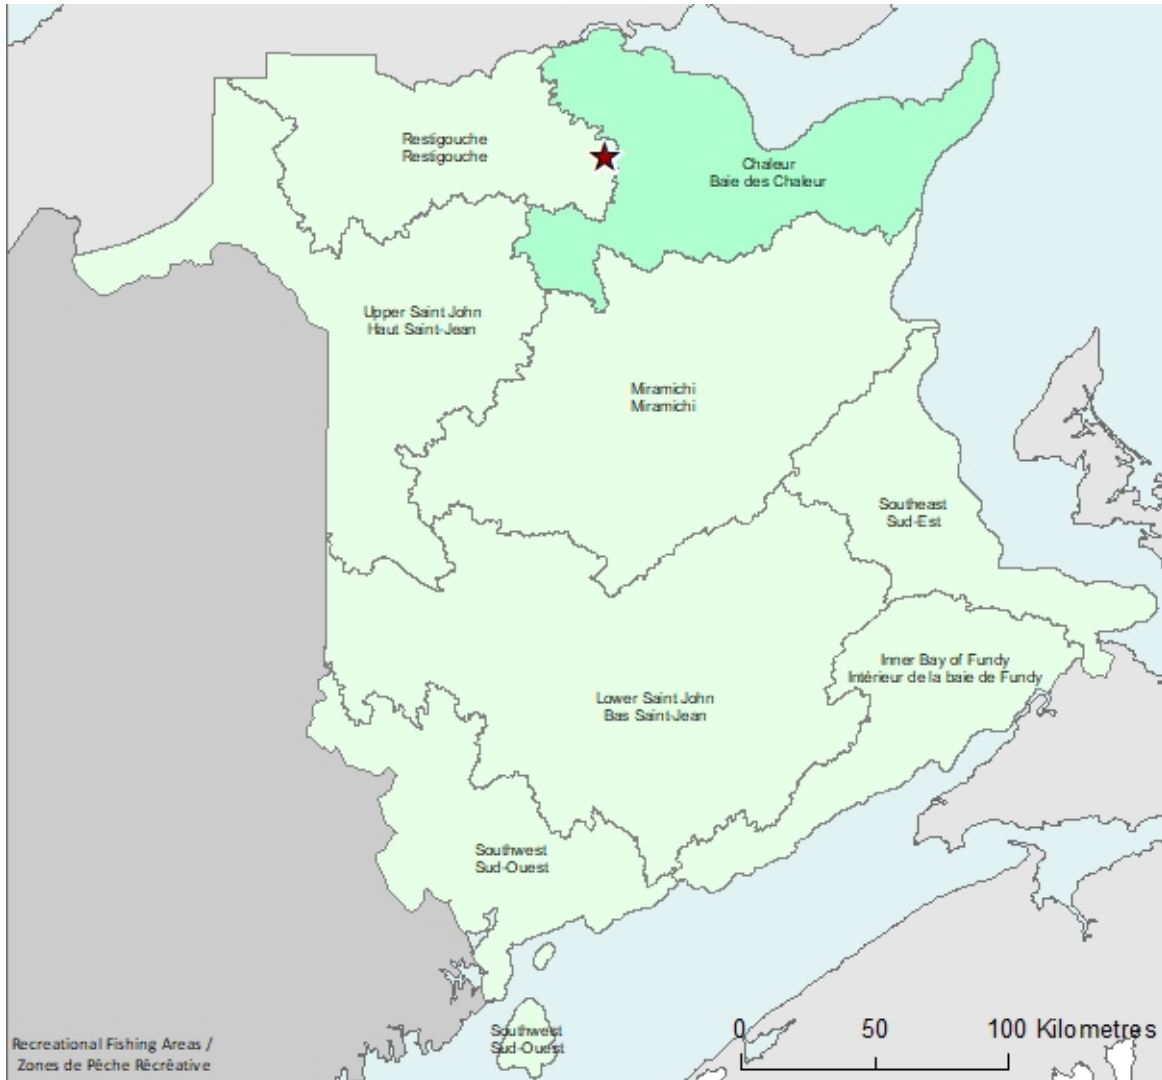 Restigouche
Restigouche
Chaleur
Baie des Chaleur
Upper Saint John
Haut Saint-Jean
Miramichi
Miramichi
Southeast
Sud-Est
Inner Bay of Fundy
Intérieur de la baie de Fundy
Lower Saint John
Bas Saint-Jean
Southwest
Sud-Ouest
Southwest
Sud-Ouest
0 50 100 Kilometres
Recreational Fishing Areas /
Zones de Pêche Récréative